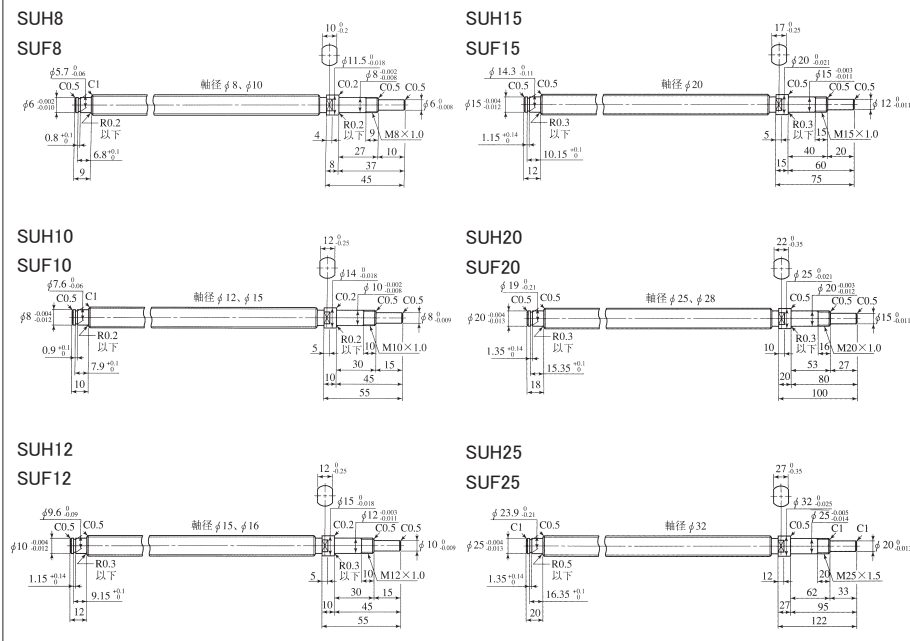 SUH8
SUF8
10 0 -0.2
φ11.5 0 -0.018
φ5.7 0 -0.06
φ8 -0.002 -0.008
C0.5 C1
軸径 φ8、φ10
C0.2 C0.5 C0.5
φ6 -0.002 -0.010
φ6 0 -0.008
R0.2
以下
R0.2
以下
0.8 +0.1 0
4
9
M8×1.0
6.8 +0.1 0
27
10
9
8
37
45
SUH15
SUF15
17 0 -0.25
φ20 0 -0.021
φ14.3 0 -0.11
φ15 -0.003 -0.011
C0.5 C0.5
軸径 φ20
C0.5 C0.5 C0.5
φ15 -0.004 -0.012
φ12 0 -0.011
R0.3
以下
R0.3
以下
1.15 +0.14 0
5
15
M15×1.0
10.15 +0.1 0
40
20
12
15
60
75
SUH10
SUF10
12 0 -0.25
φ14 0 -0.018
φ7.6 0 -0.06
φ10 -0.002 -0.008
C0.5 C1
軸径 φ12、φ15
C0.2 C0.5 C0.5
φ8 -0.004 -0.012
φ8 0 -0.009
R0.2
以下
R0.2
以下
0.9 +0.1 0
5
10
M10×1.0
7.9 +0.1 0
30
15
10
10
45
55
SUH20
SUF20
22 0 -0.35
φ25 0 -0.021
φ19 0 -0.21
φ20 -0.003 -0.012
C0.5 C0.5
軸径 φ25、φ28
C0.5 C0.5 C0.5
φ20 -0.004 -0.013
φ15 0 -0.011
R0.3
以下
R0.3
以下
1.35 +0.14 0
10
16
M20×1.0
15.35 +0.1 0
53
27
18
20
80
100
SUH12
SUF12
12 0 -0.25
φ15 0 -0.018
φ9.6 0 -0.09
φ12 -0.003 -0.011
C0.5 C0.5
軸径 φ15、φ16
C0.2 C0.5 C0.5
φ10 -0.004 -0.012
φ10 0 -0.009
R0.3
以下
R0.3
以下
1.15 +0.14 0
5
10
M12×1.0
9.15 +0.1 0
30
15
12
10
45
55
SUH25
SUF25
27 0 -0.35
φ32 0 -0.025
φ23.9 0 -0.21
φ25 -0.005 -0.014
C1 C0.5
軸径 φ32
C0.5 C1 C1
φ25 -0.004 -0.013
φ20 0 -0.013
R0.5
以下
1.35 +0.14 0
12
20
M25×1.5
16.35 +0.1 0
62
33
20
27
95
122